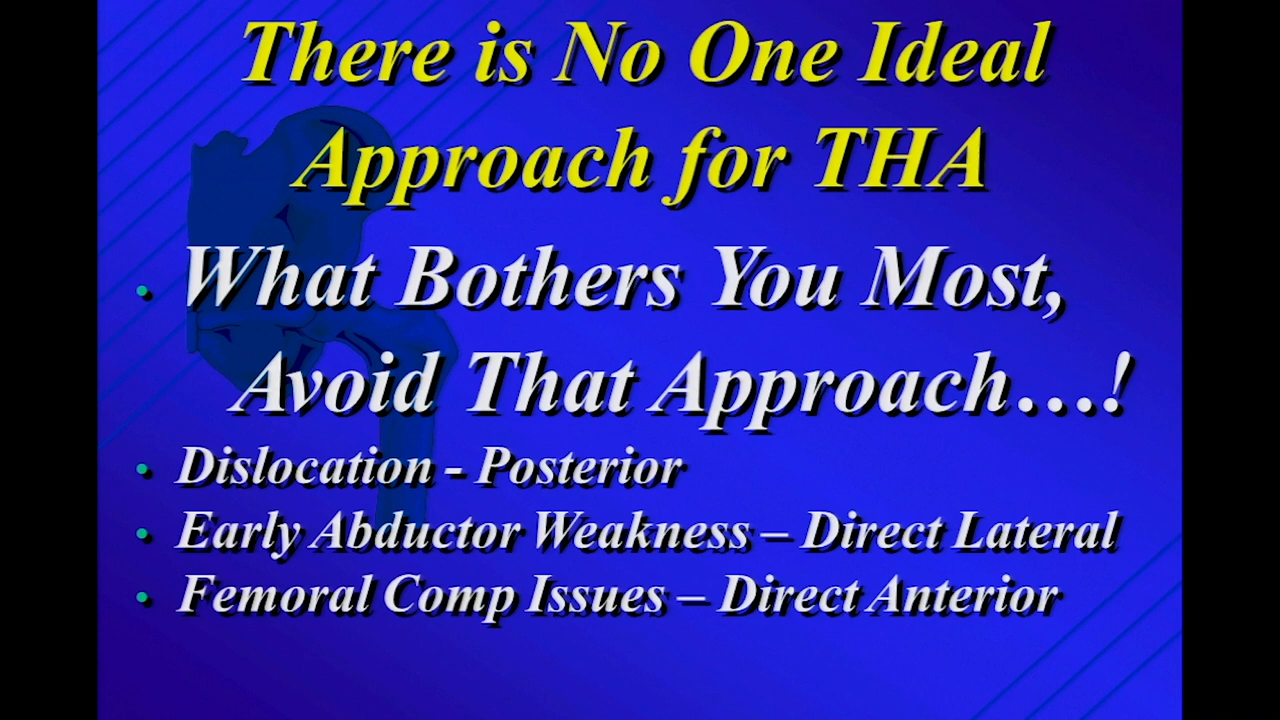 There is No One Ideal
Approach for THA
• What Bothers You Most,
Avoid That Approach…!
• Dislocation - Posterior
• Early Abductor Weakness – Direct Lateral
• Femoral Comp Issues – Direct Anterior